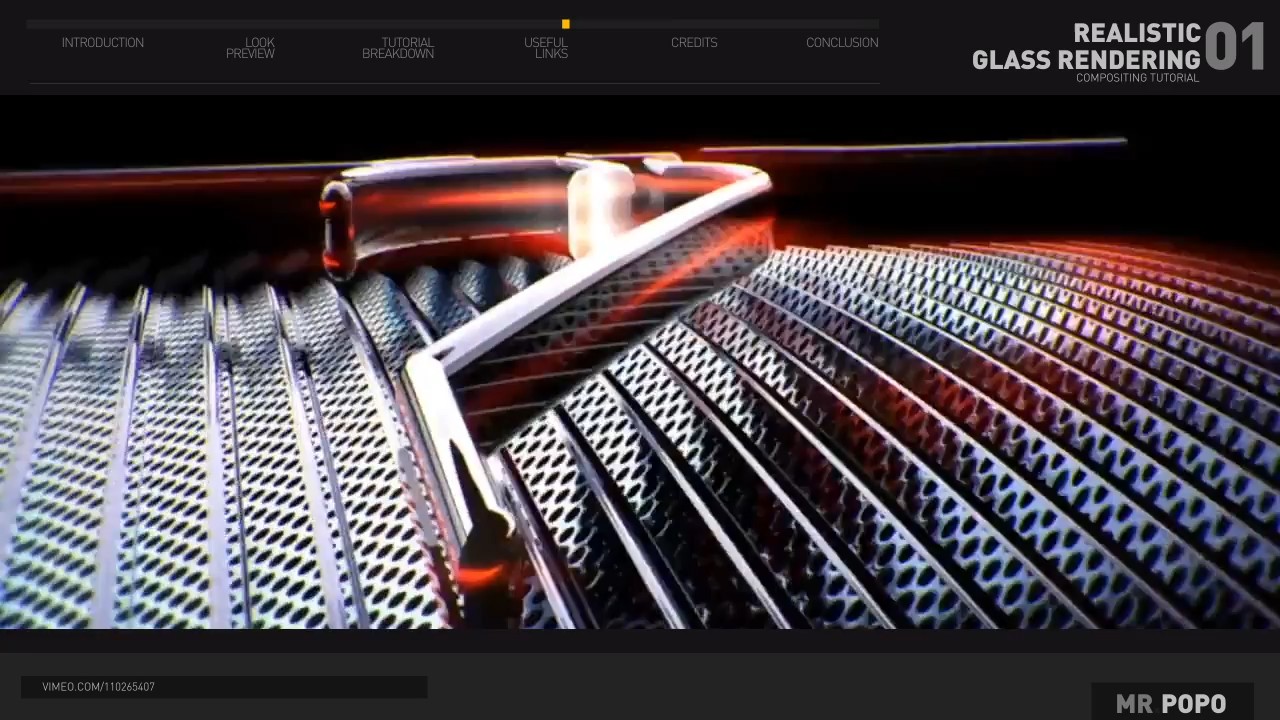 INTRODUCTION
LOOK
PREVIEW
TUTORIAL
BREAKDOWN
USEFUL
LINKS
CREDITS
CONCLUSION
REALISTIC
GLASS RENDERING
01
COMPOSITING TUTORIAL
VIMEO.COM/110265407
MR.POPO